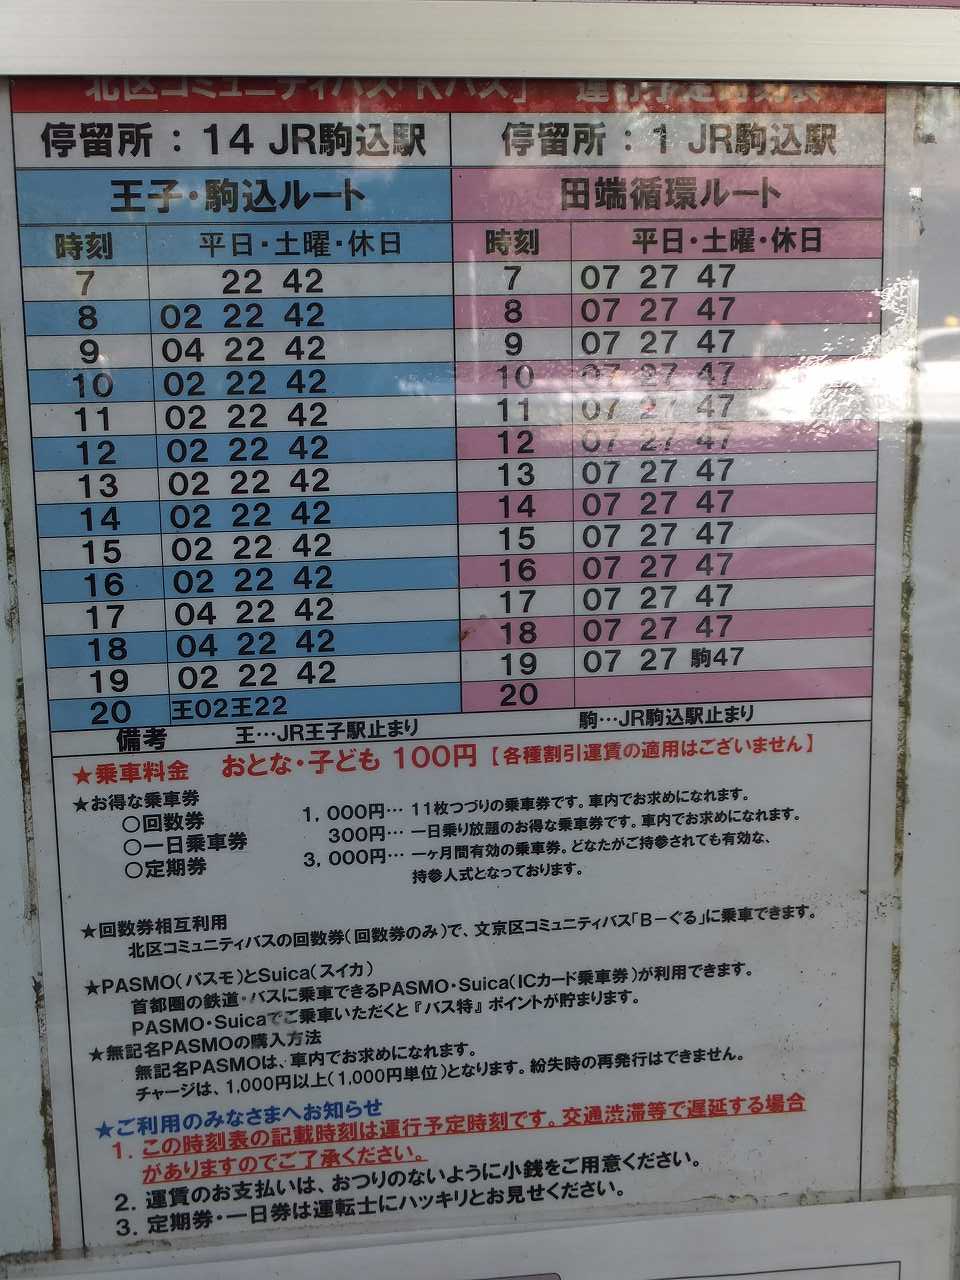 北区コミュニティバス「Kバス」 運行予定時刻表
停留所：14 JR駒込駅 停留所：1 JR駒込駅
王子・駒込ルート 田端循環ルート
時刻 平日・土曜・休日 時刻 平日・土曜・休日
7 22 42 7 07 27 47
8 02 22 42 8 07 27 47
9 04 22 42 9 07 27 47
10 02 22 42 10 07 27 47
11 02 22 42 11 07 27 47
12 02 22 42 12 07 27 47
13 02 22 42 13 07 27 47
14 02 22 42 14 07 27 47
15 02 22 42 15 07 27 47
16 02 22 42 16 07 27 47
17 04 22 42 17 07 27 47
18 04 22 42 18 07 27 47
19 02 22 42 19 07 27 駒47
20 王02王22 20
備考 王…JR王子駅止まり 駒…JR駒込駅止まり
★乗車料金 おとな・子ども 100円【各種割引運賃の適用はございません】
★お得な乗車券
○回数券 1,000円… 11枚つづりの乗車券です。車内でお求めになれます。
○一日乗車券 300円… 一日乗り放題のお得な乗車券です。車内でお求めになれます。
○定期券 3,000円… 一ヶ月間有効の乗車券。どなたがご持参されても有効な、
持参人式となっております。
★回数券相互利用
北区コミュニティバスの回数券（回数券のみ）で、文京区コミュニティバス「B－ぐる」に乗車できます。
★PASMO（パスモ）とSuica（スイカ）
首都圏の鉄道・バスに乗車できるPASMO・Suica（ICカード乗車券）が利用できます。
PASMO・Suicaでご乗車いただくと『バス特』ポイントが貯まります。
★無記名PASMOの購入方法
無記名PASMOは、車内でお求めになれます。
チャージは、1,000円以上（1,000円単位）となります。紛失時の再発行はできません。
★ご利用のみなさまへお知らせ
1. この時刻表の記載時刻は運行予定時刻です。交通渋滞等で遅延する場合
がありますのでご了承ください。
2. 運賃のお支払いは、おつりのないように小銭をご用意ください。
3. 定期券・一日券は運転士にハッキリとお見せください。